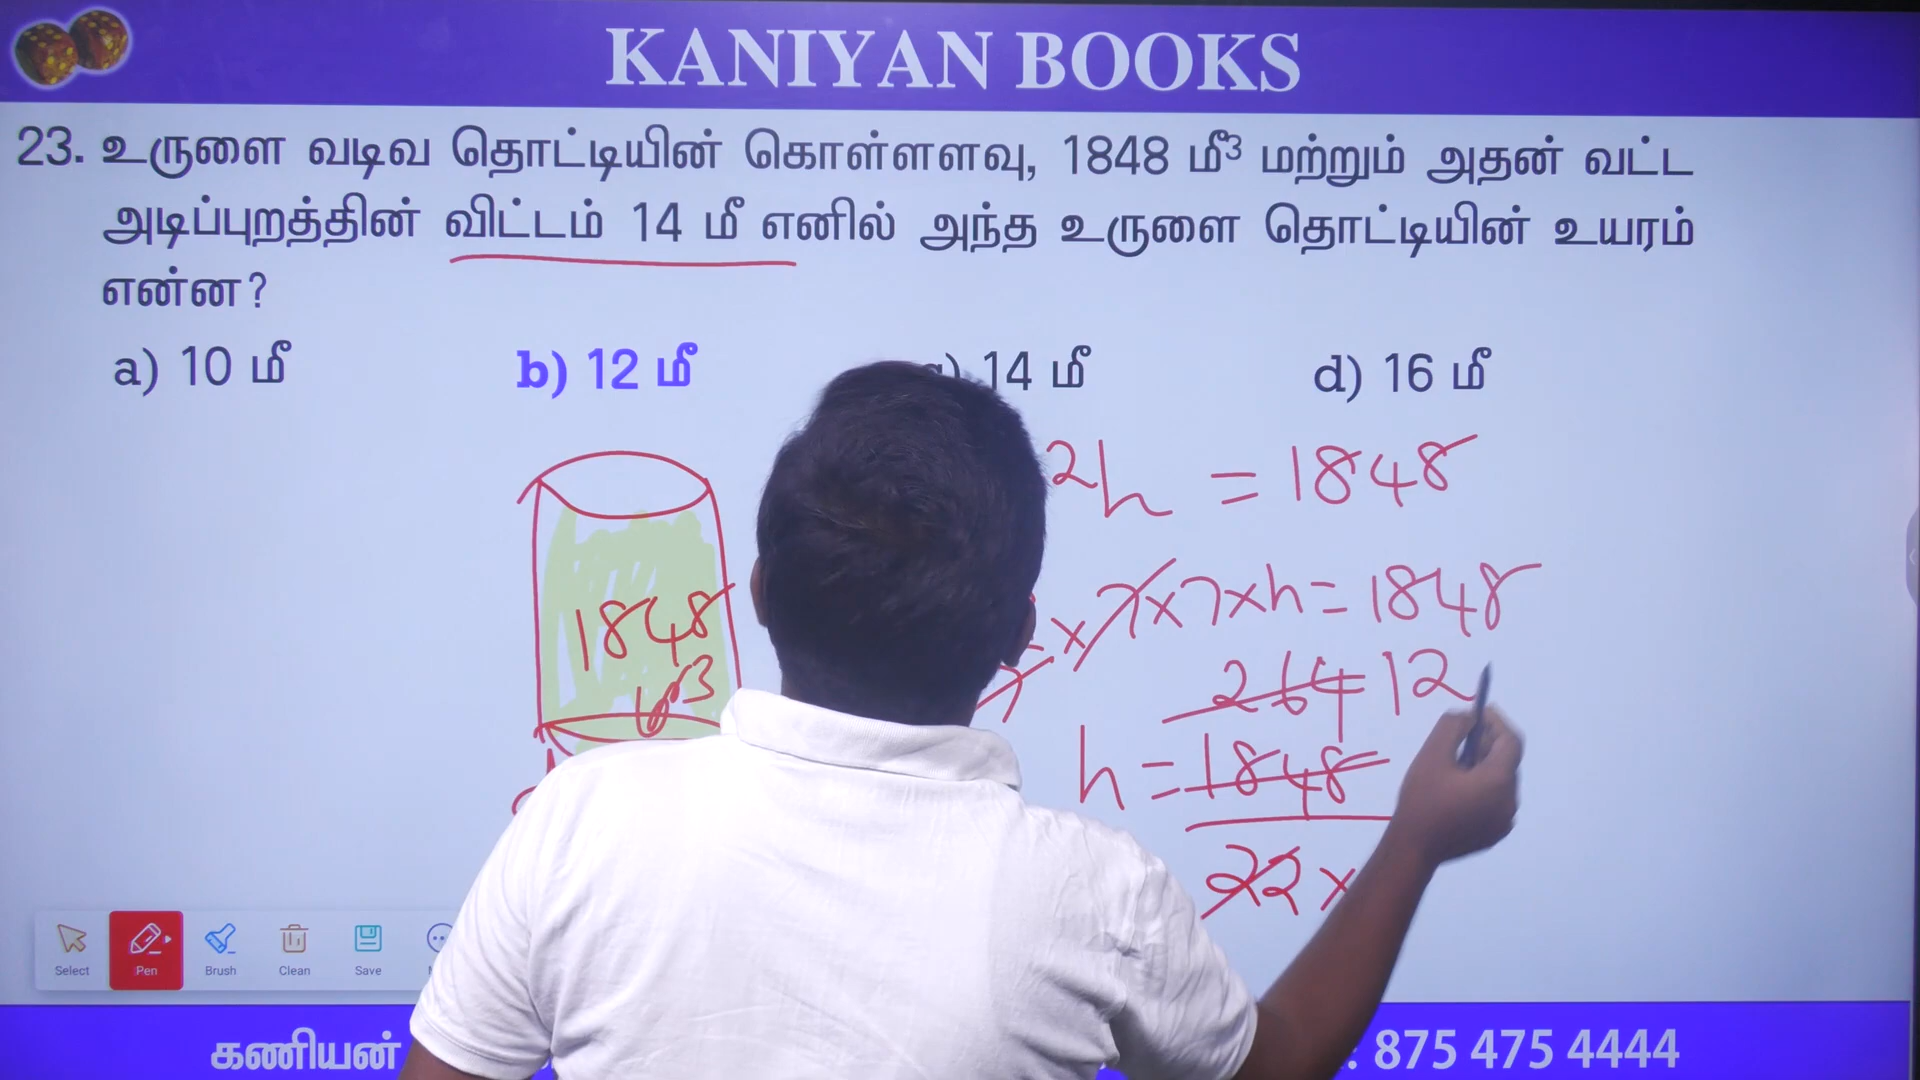 KANIYAN BOOKS
23. உருளை வடிவ தொட்டியின் கொள்ளளவு, 1848 மீ³ மற்றும் அதன் வட்ட
அடிப்புறத்தின் விட்டம் 14 மீ எனில் அந்த உருளை தொட்டியின் உயரம்
என்ன?
a) 10 மீ
b) 12 மீ
14 மீ
d) 16 மீ
²h = 1848
× 7 × 7 × h = 1848
264 12
h = 1848
22 ×
7
1848
மீ³
Select
Pen
Brush
Clean
Save
கணியன்
: 875 475 4444